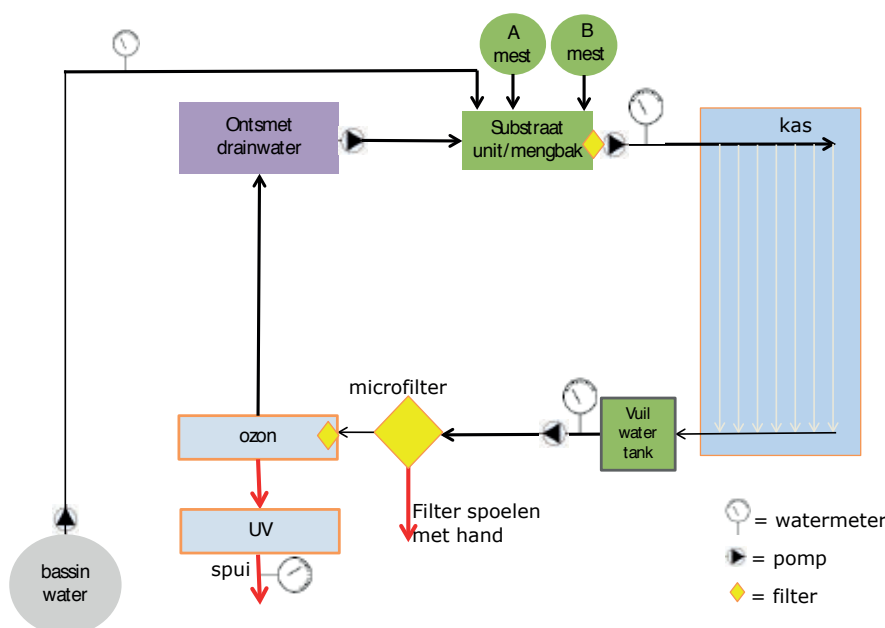 A
mest
B
mest
Ontsmet
drainwater
Substraat
unit/mengbak
kas
microfilter
ozon
Vuil
water
tank
Filter spoelen
met hand
UV
spui
bassin
water
= watermeter
= pomp
= filter